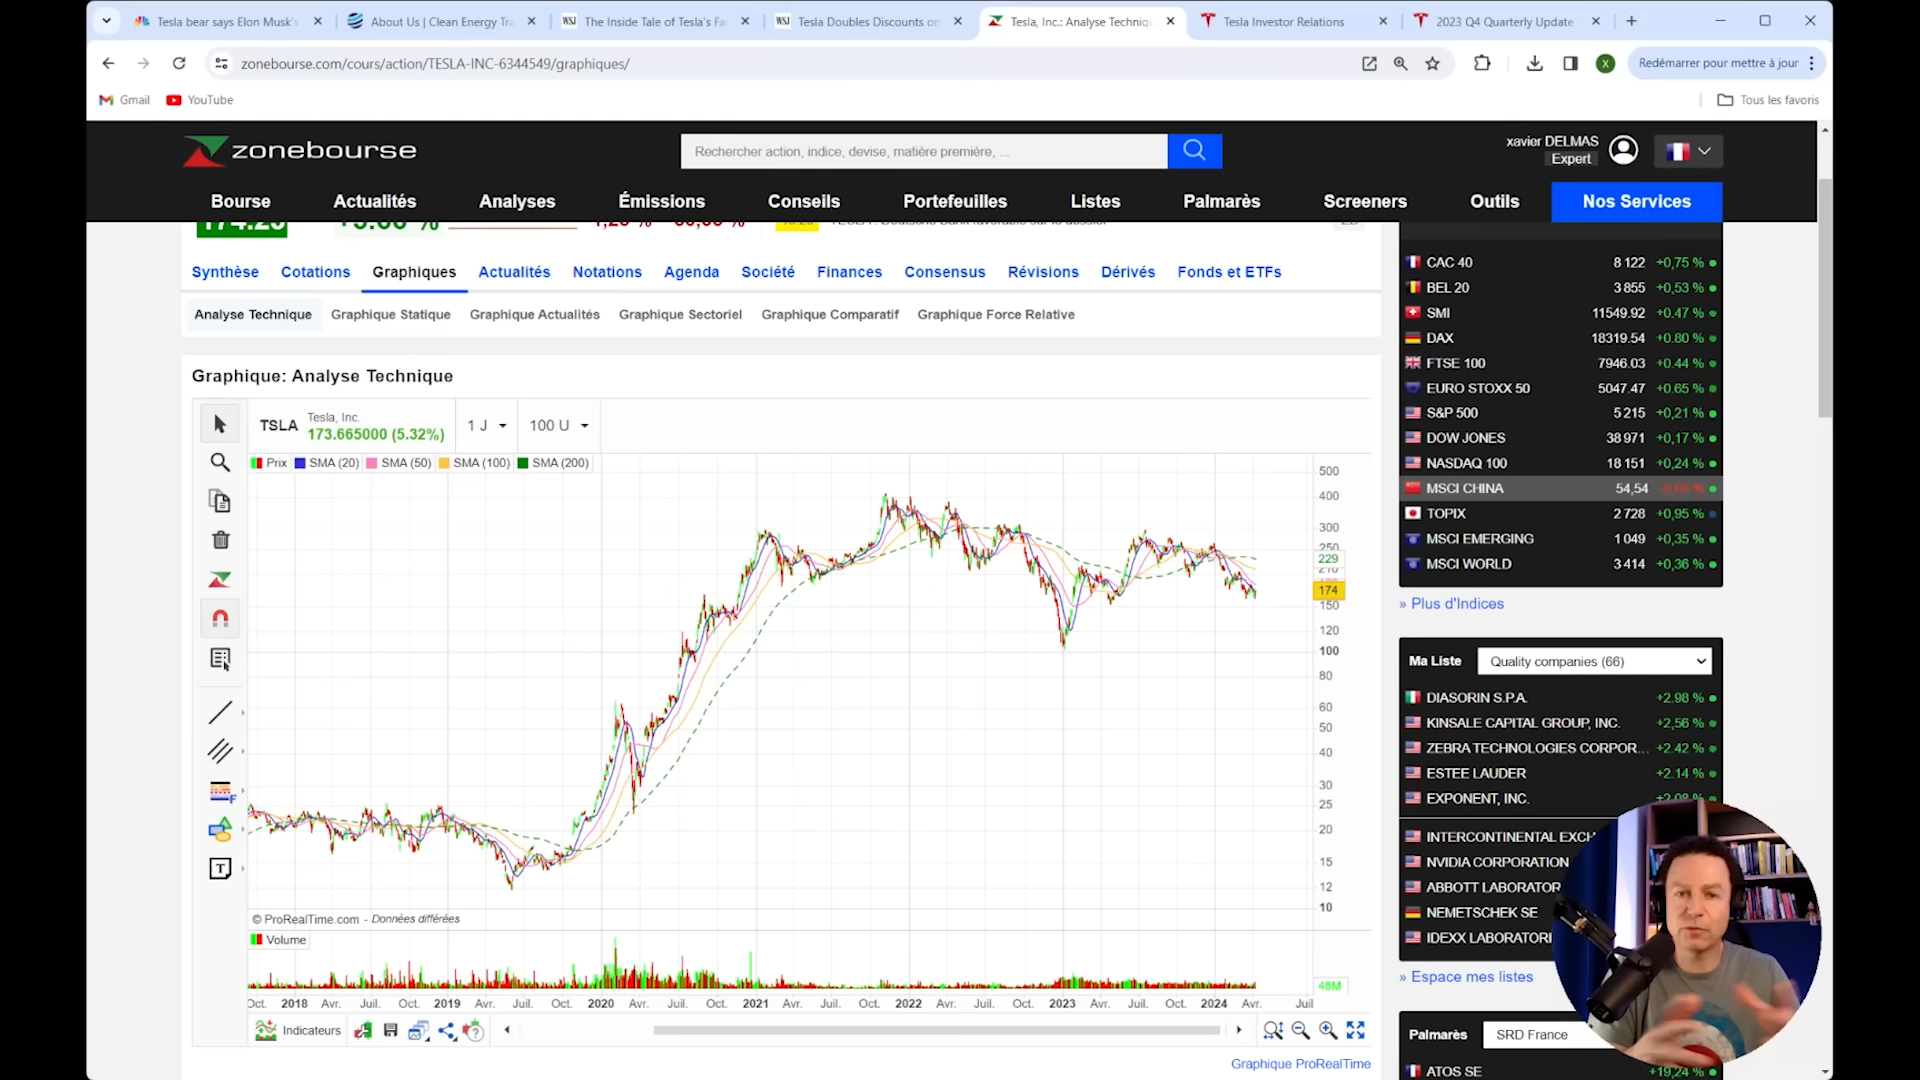 Tesla bear says Elon Musk's
About Us | Clean Energy Tra
WSJ The Inside Tale of Tesla's Fa
WSJ Tesla Doubles Discounts on
Tesla, Inc.: Analyse Techniqu
Tesla Investor Relations
2023 Q4 Quarterly Update
zonebourse.com/cours/action/TESLA-INC-6344549/graphiques/
X
Redémarrer pour mettre à jour
Gmail
YouTube
Tous les favoris
zonebourse
Rechercher action, indice, devise, matière première, ...
xavier DELMAS
Expert
Bourse
Actualités
Analyses
Émissions
Conseils
Portefeuilles
Listes
Palmarès
Screeners
Outils
Nos Services
Synthèse
Cotations
Graphiques
Actualités
Notations
Agenda
Société
Finances
Consensus
Révisions
Dérivés
Fonds et ETFs
Analyse Technique
Graphique Statique
Graphique Actualités
Graphique Sectoriel
Graphique Comparatif
Graphique Force Relative
Graphique: Analyse Technique
TSLA
Tesla, Inc.
173.665000 (5.32%)
1 J
100 U
Prix
SMA (20)
SMA (50)
SMA (100)
SMA (200)
500
400
300
250
229
174
150
120
100
80
60
50
40
30
25
20
15
12
10
© ProRealTime.com - Données différées
Volume
48M
Oct. 2018 Avr. Juil. Oct. 2019 Avr. Juil. Oct. 2020 Avr. Juil. Oct. 2021 Avr. Juil. Oct. 2022 Avr. Juil. Oct. 2023 Avr. Juil. Oct. 2024 Avr. Juil
Indicateurs
Graphique ProRealTime
CAC 40 8 122 +0,75 %
BEL 20 3 855 +0,53 %
SMI 11549.92 +0.47 %
DAX 18319.54 +0.80 %
FTSE 100 7946.03 +0.44 %
EURO STOXX 50 5047.47 +0.65 %
S&P 500 5 215 +0,21 %
DOW JONES 38 971 +0,17 %
NASDAQ 100 18 151 +0,24 %
MSCI CHINA 54,54
TOPIX 2 728 +0,95 %
MSCI EMERGING 1 049 +0,35 %
MSCI WORLD 3 414 +0,36 %
» Plus d'Indices
Ma Liste
Quality companies (66)
DIASORIN S.P.A. +2.98 %
KINSALE CAPITAL GROUP, INC. +2,56 %
ZEBRA TECHNOLOGIES CORPOR... +2.42 %
ESTEE LAUDER +2.14 %
EXPONENT, INC.
INTERCONTINENTAL EXCH
NVIDIA CORPORATION
ABBOTT LABORATOR
NEMETSCHEK SE
IDEXX LABORATORI
» Espace mes listes
Palmarès
SRD France
ATOS SE +19,24 %